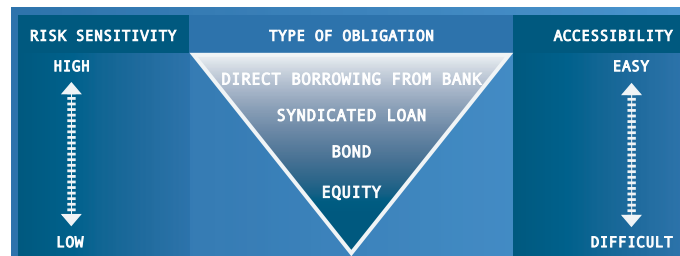 RISK SENSITIVITY
HIGH
LOW
TYPE OF OBLIGATION
DIRECT BORROWING FROM BANK
SYNDICATED LOAN
BOND
EQUITY
ACCESSIBILITY
EASY
DIFFICULT